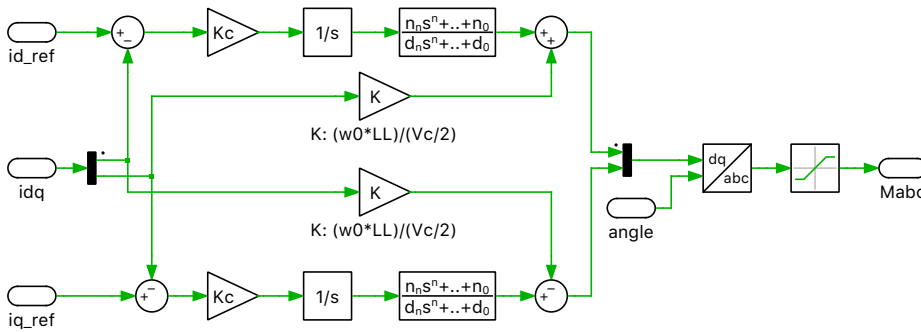 id_ref
+
−
Kc
1/s
nₙsⁿ+..+n₀
dₙsⁿ+..+d₀
+
+
K
K: (w0*LL)/(Vc/2)
idq
K
K: (w0*LL)/(Vc/2)
dq
abc
Mabc
angle
iq_ref
+
−
Kc
1/s
nₙsⁿ+..+n₀
dₙsⁿ+..+d₀
+
−